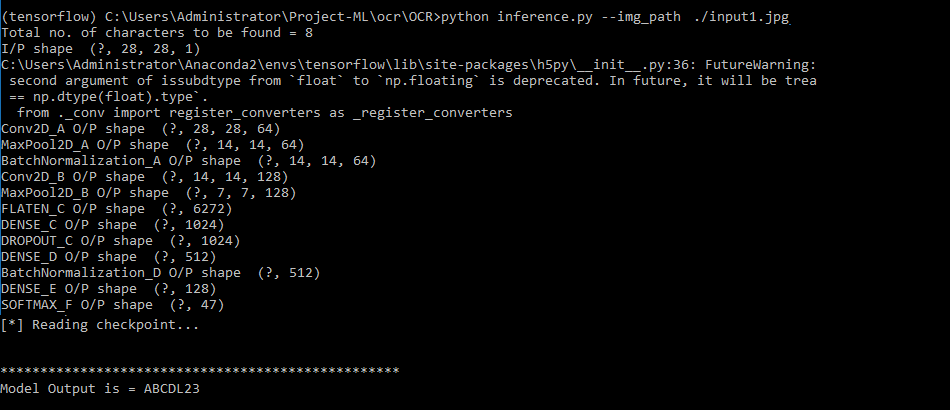 (tensorflow) C:\Users\Administrator\Project-ML\ocr\OCR>python inference.py --img_path ./input1.jpg
Total no. of characters to be found = 8
I/P shape  (?, 28, 28, 1)
C:\Users\Administrator\Anaconda2\envs\tensorflow\lib\site-packages\h5py\__init__.py:36: FutureWarning:
 second argument of issubdtype from `float` to `np.floating` is deprecated. In future, it will be trea
 == np.dtype(float).type`.
  from ._conv import register_converters as _register_converters
Conv2D_A O/P shape  (?, 28, 28, 64)
MaxPool2D_A O/P shape  (?, 14, 14, 64)
BatchNormalization_A O/P shape  (?, 14, 14, 64)
Conv2D_B O/P shape  (?, 14, 14, 128)
MaxPool2D_B O/P shape  (?, 7, 7, 128)
FLATEN_C O/P shape  (?, 6272)
DENSE_C O/P shape  (?, 1024)
DROPOUT_C O/P shape  (?, 1024)
DENSE_D O/P shape  (?, 512)
BatchNormalization_D O/P shape  (?, 512)
DENSE_E O/P shape  (?, 128)
SOFTMAX_F O/P shape  (?, 47)
[*] Reading checkpoint...
**************************************************
Model Output is = ABCDL23